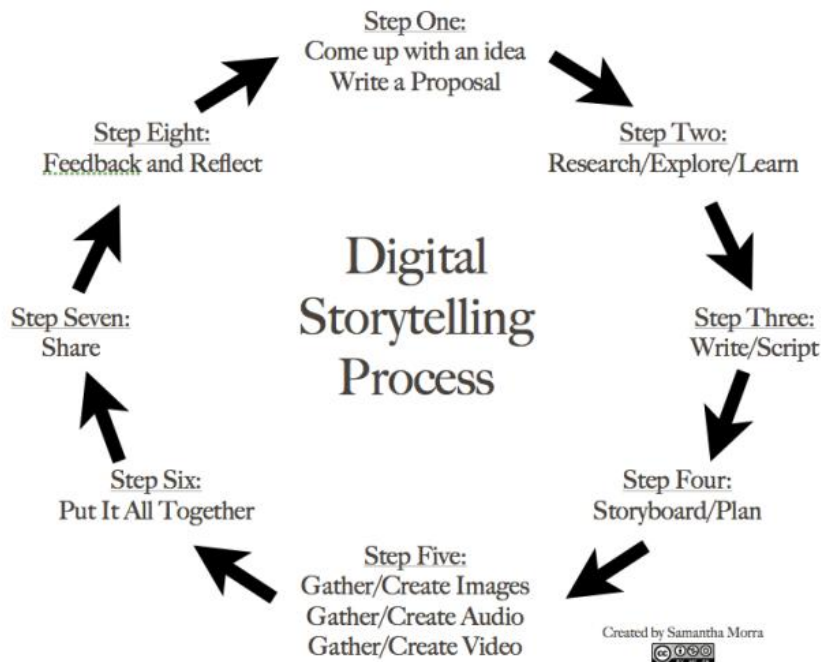 Step One:
Come up with an idea
Write a Proposal
Step Two:
Research/Explore/Learn
Step Three:
Write/Script
Step Four:
Storyboard/Plan
Step Five:
Gather/Create Images
Gather/Create Audio
Gather/Create Video
Step Six:
Put It All Together
Step Seven:
Share
Step Eight:
Feedback and Reflect
Digital
Storytelling
Process
Created by Samantha Morra
cc